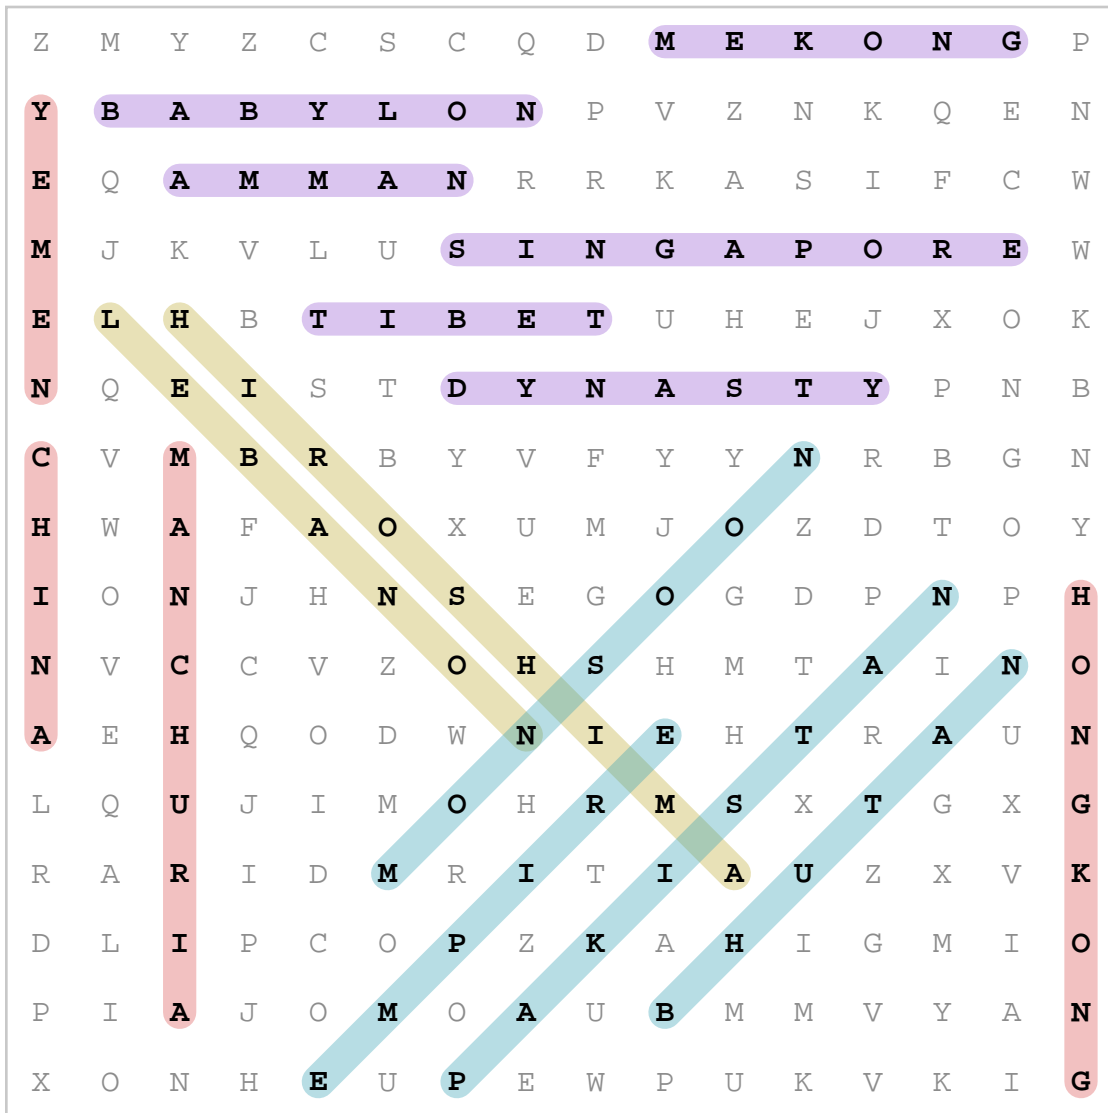 Z M Y Z C S C Q D M E K O N G P
Y B A B Y L O N P V Z N K Q E N
E Q A M M A N R R K A S I F C W
M J K V L U S I N G A P O R E W
E L H B T I B E T U H E J X O K
N Q E I S T D Y N A S T Y P N B
C V M B R B Y V F Y Y N R B G N
H W A F A O X U M J O Z D T O Y
I O N J H N S E G O G D P N P H
N V C C V Z O H S H M T A I N O
A E H Q O D W N I E H T R A U N
L Q U J I M O H R M S X T G X G
R A R I D M R I T I A U Z X V K
D L I P C O P Z K A H I G M I O
P I A J O M O A U B M M V Y A N
X O N H E U P E W P U K V K I G